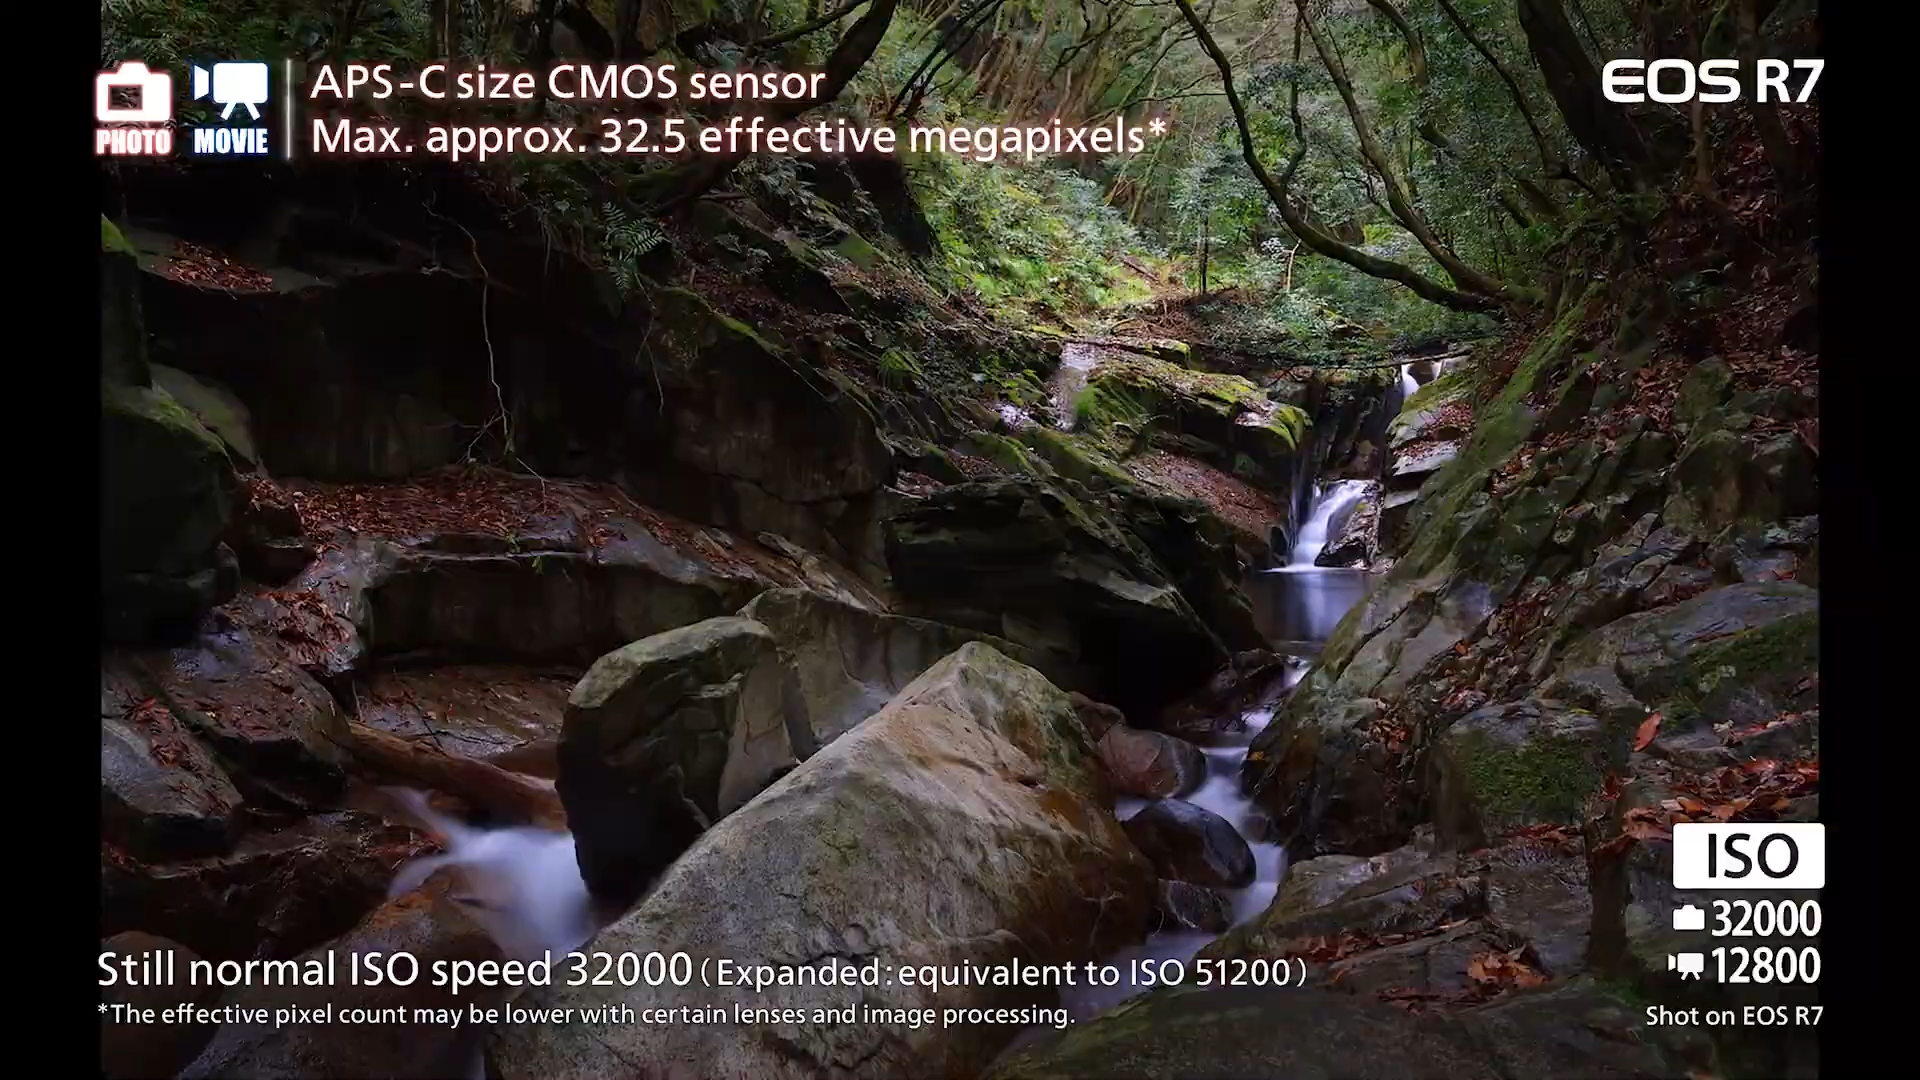 EOS R7
PHOTO MOVIE
APS-C size CMOS sensor
Max. approx. 32.5 effective megapixels*
ISO
32000
12800
Still normal ISO speed 32000 (Expanded:equivalent to ISO 51200)
*The effective pixel count may be lower with certain lenses and image processing.
Shot on EOS R7